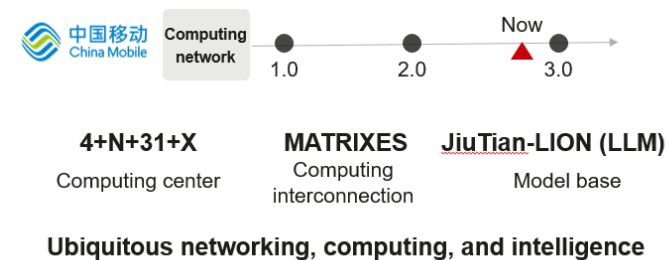 中国移动
China Mobile
Computing
network
Now
1.0
2.0
3.0
4+N+31+X
MATRIXES
JiuTian-LION (LLM)
Computing center
Computing
interconnection
Model base
Ubiquitous networking, computing, and intelligence